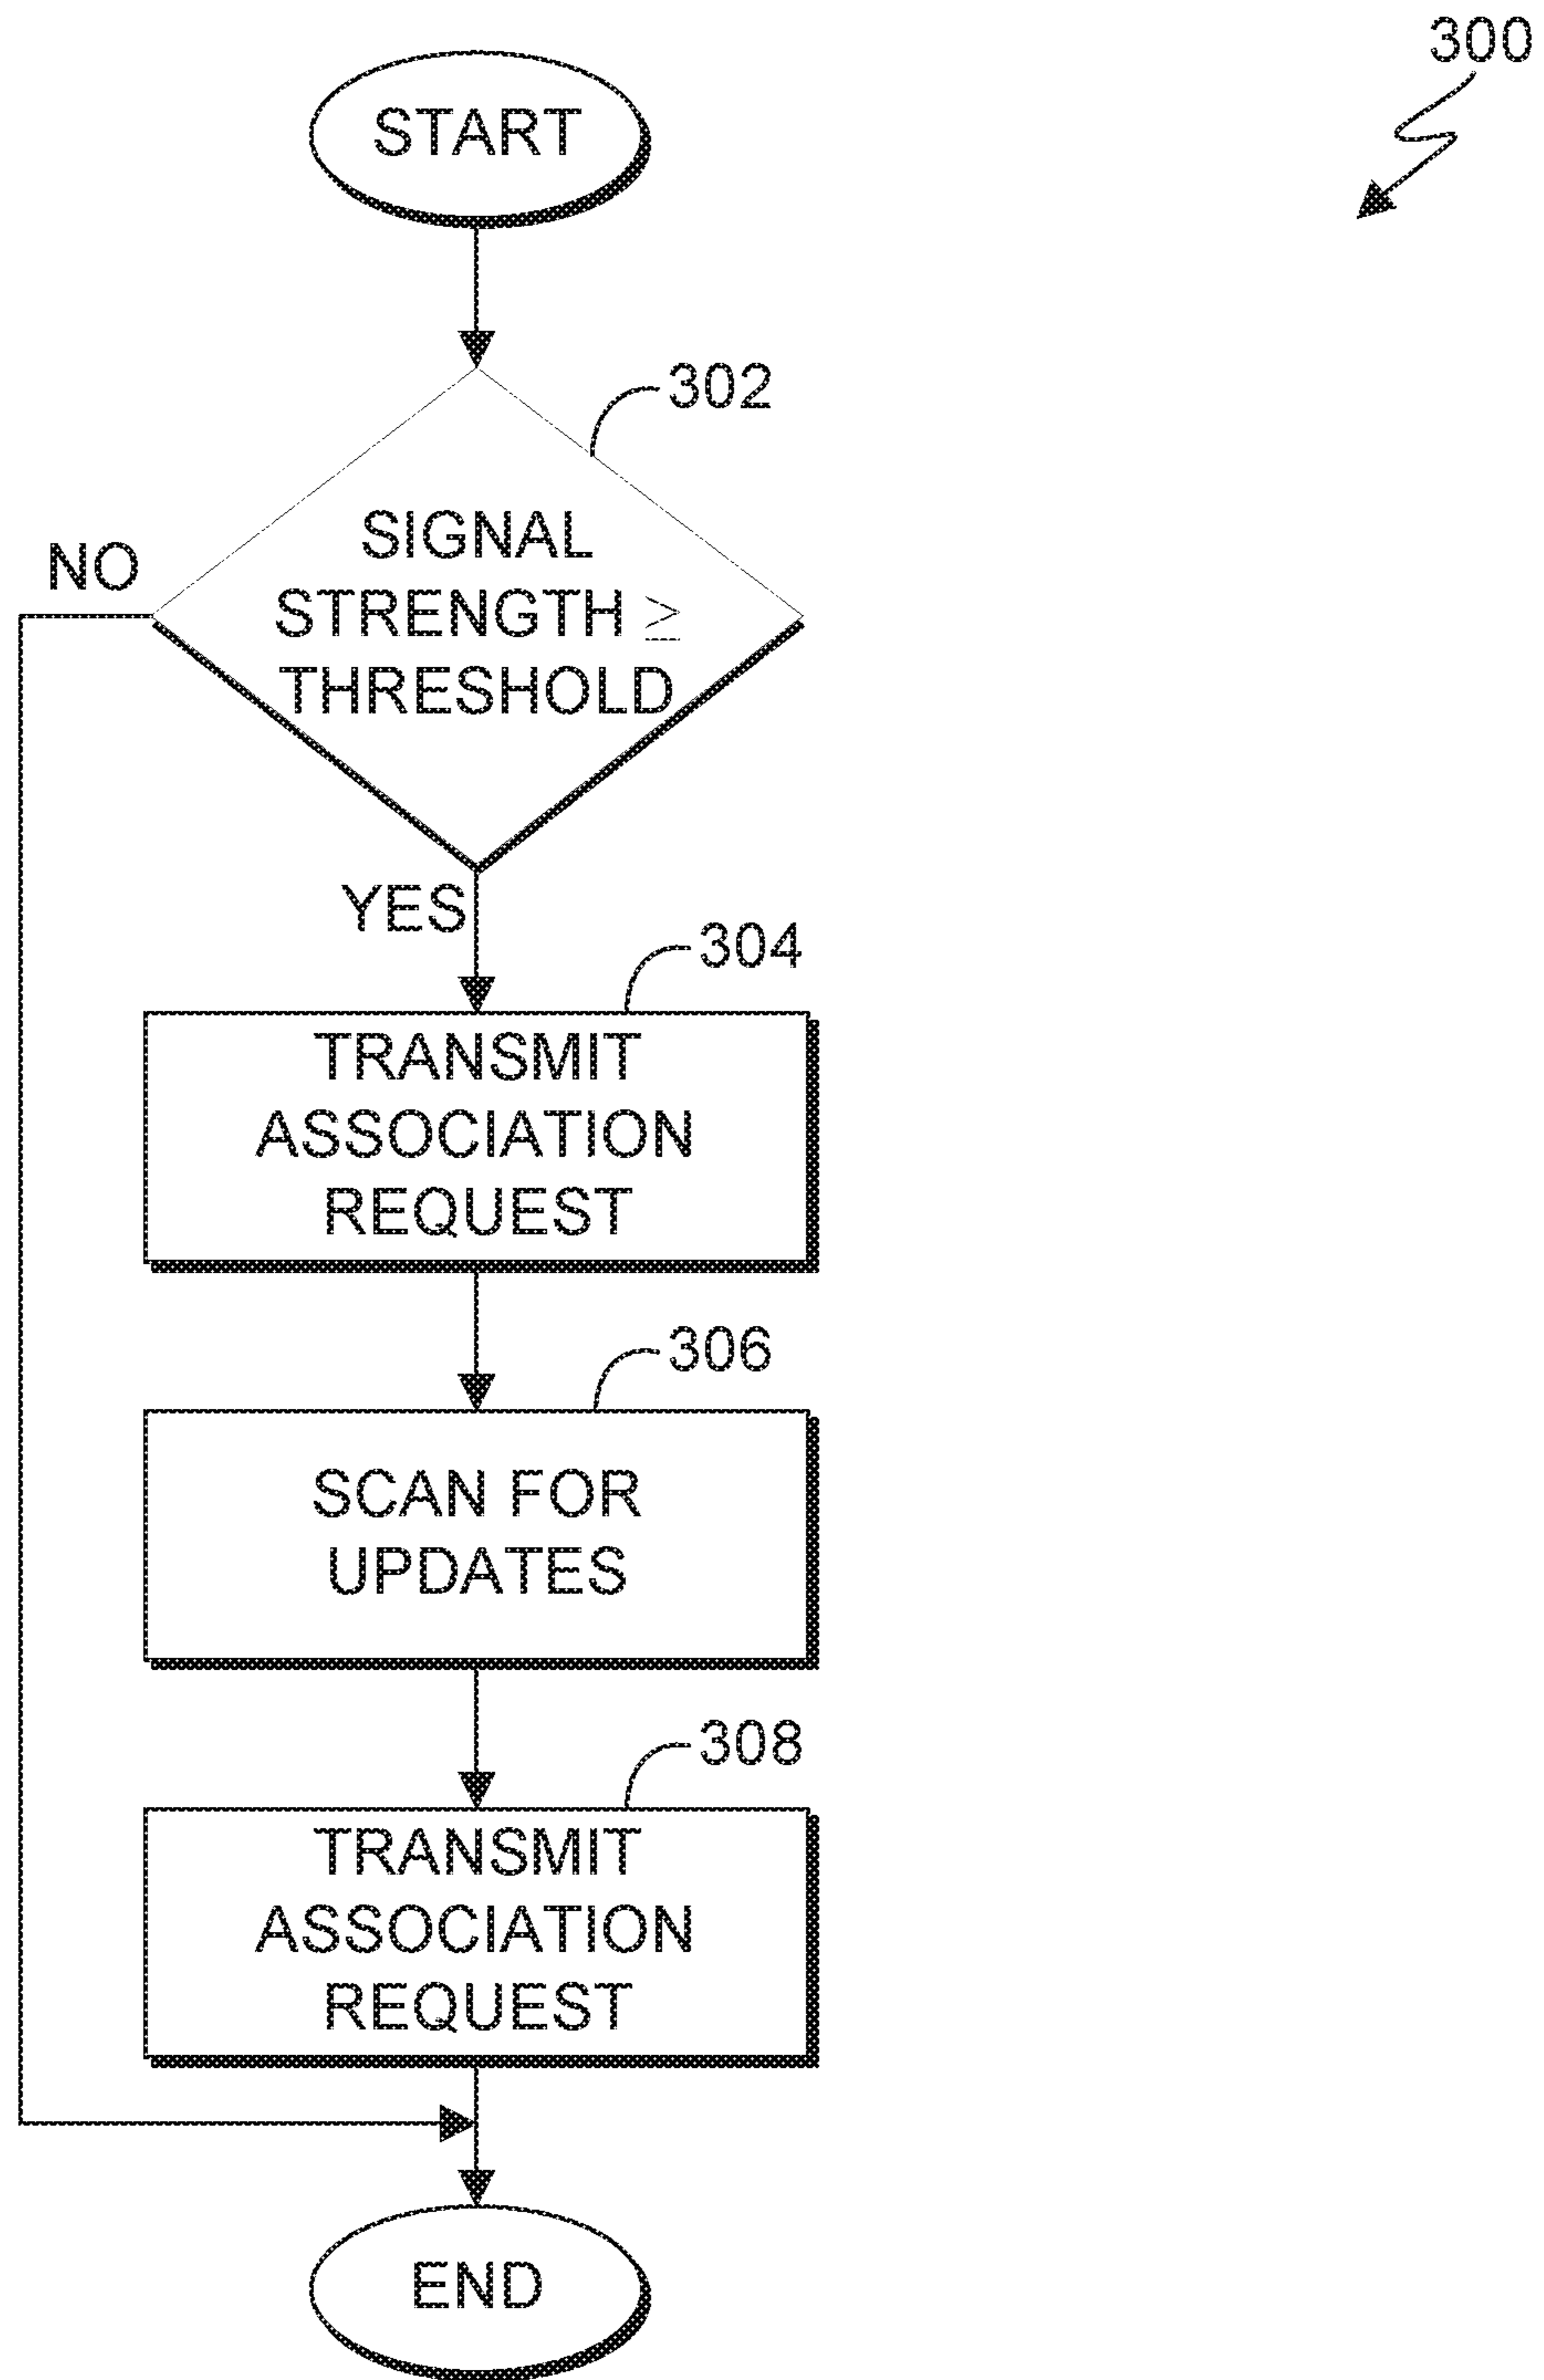 300
START
302
SIGNAL
STRENGTH ≥
THRESHOLD
NO
YES
304
TRANSMIT
ASSOCIATION
REQUEST
306
SCAN FOR
UPDATES
308
TRANSMIT
ASSOCIATION
REQUEST
END